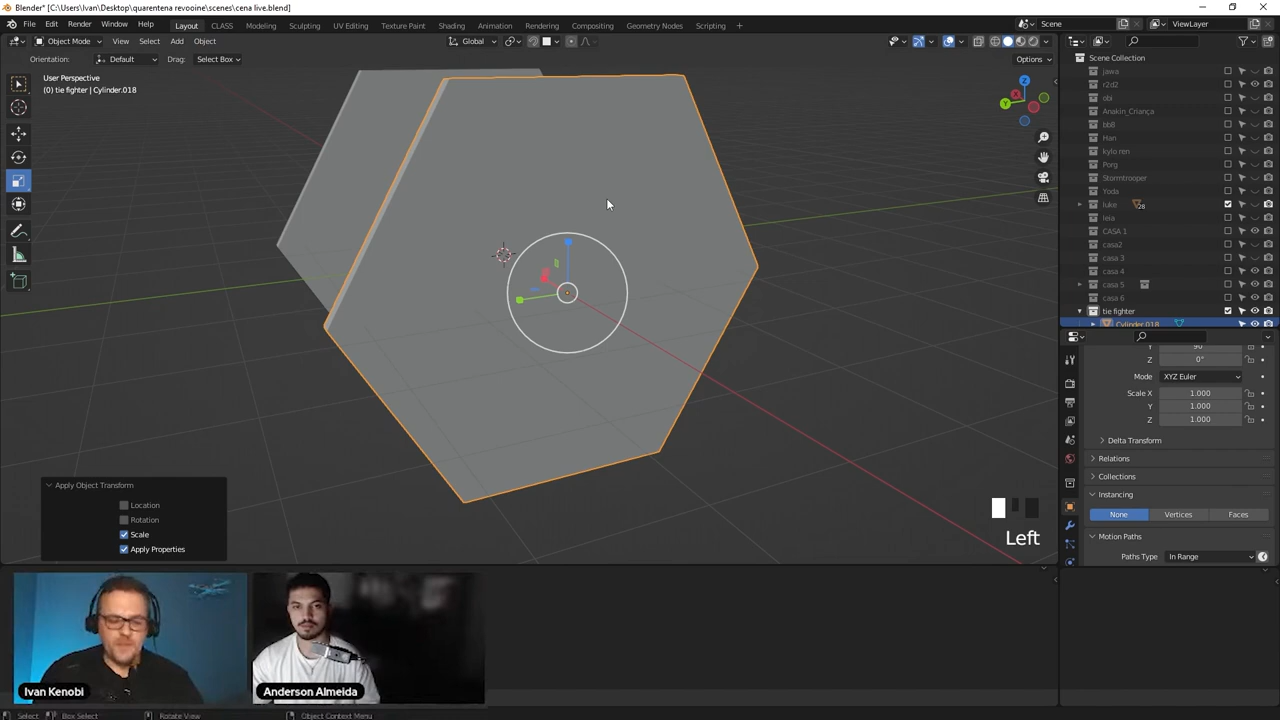 Blender* [C:\Users\Ivan\Desktop\quarentena revooine\scenes\cena live.blend]
File Edit Render Window Help Layout CLASS Modeling Sculpting UV Editing Texture Paint Shading Animation Rendering Compositing Geometry Nodes Scripting + Scene ViewLayer
Object Mode View Select Add Object Global
Orientation: Default Drag: Select Box Options
User Perspective
(0) tie fighter | Cylinder.018
Z
X
Y
Scene Collection
jawa
r2d2
obi
Anakin_Criança
bb8
Han
kylo ren
Porg
Stormtrooper
Yoda
luke 28
leia
CASA 1
casa2
casa 3
casa 4
casa 5
casa 6
tie fighter
Cylinder.018
Y 90°
Z 0°
Mode XYZ Euler
Scale X 1.000
Y 1.000
Z 1.000
Delta Transform
Relations
Collections
Instancing
None Vertices Faces
Motion Paths
Paths Type In Range
Apply Object Transform
Location
Rotation
Scale
Apply Properties
Left
Ivan Kenobi
Anderson Almeida
Select Box Select Rotate View Object Context Menu